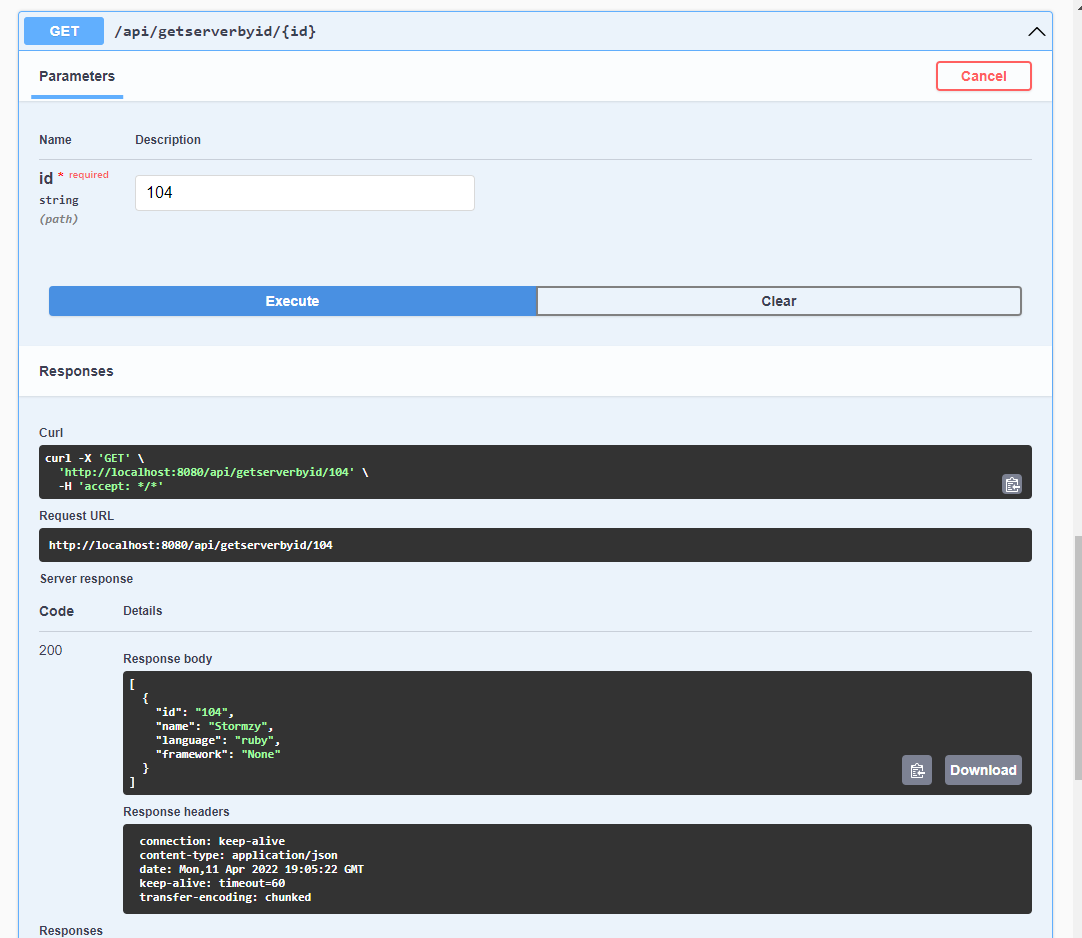 GET /api/getserverbyid/{id}
Parameters
Cancel
Name Description
id * required
string
(path)
104
Execute Clear
Responses
Curl
curl -X 'GET' \
  'http://localhost:8080/api/getserverbyid/104' \
  -H 'accept: */*'
Request URL
http://localhost:8080/api/getserverbyid/104
Server response
Code Details
200
Response body
[
  {
    "id": "104",
    "name": "Stormzy",
    "language": "ruby",
    "framework": "None"
  }
]
Download
Response headers
connection: keep-alive
content-type: application/json
date: Mon,11 Apr 2022 19:05:22 GMT
keep-alive: timeout=60
transfer-encoding: chunked
Responses